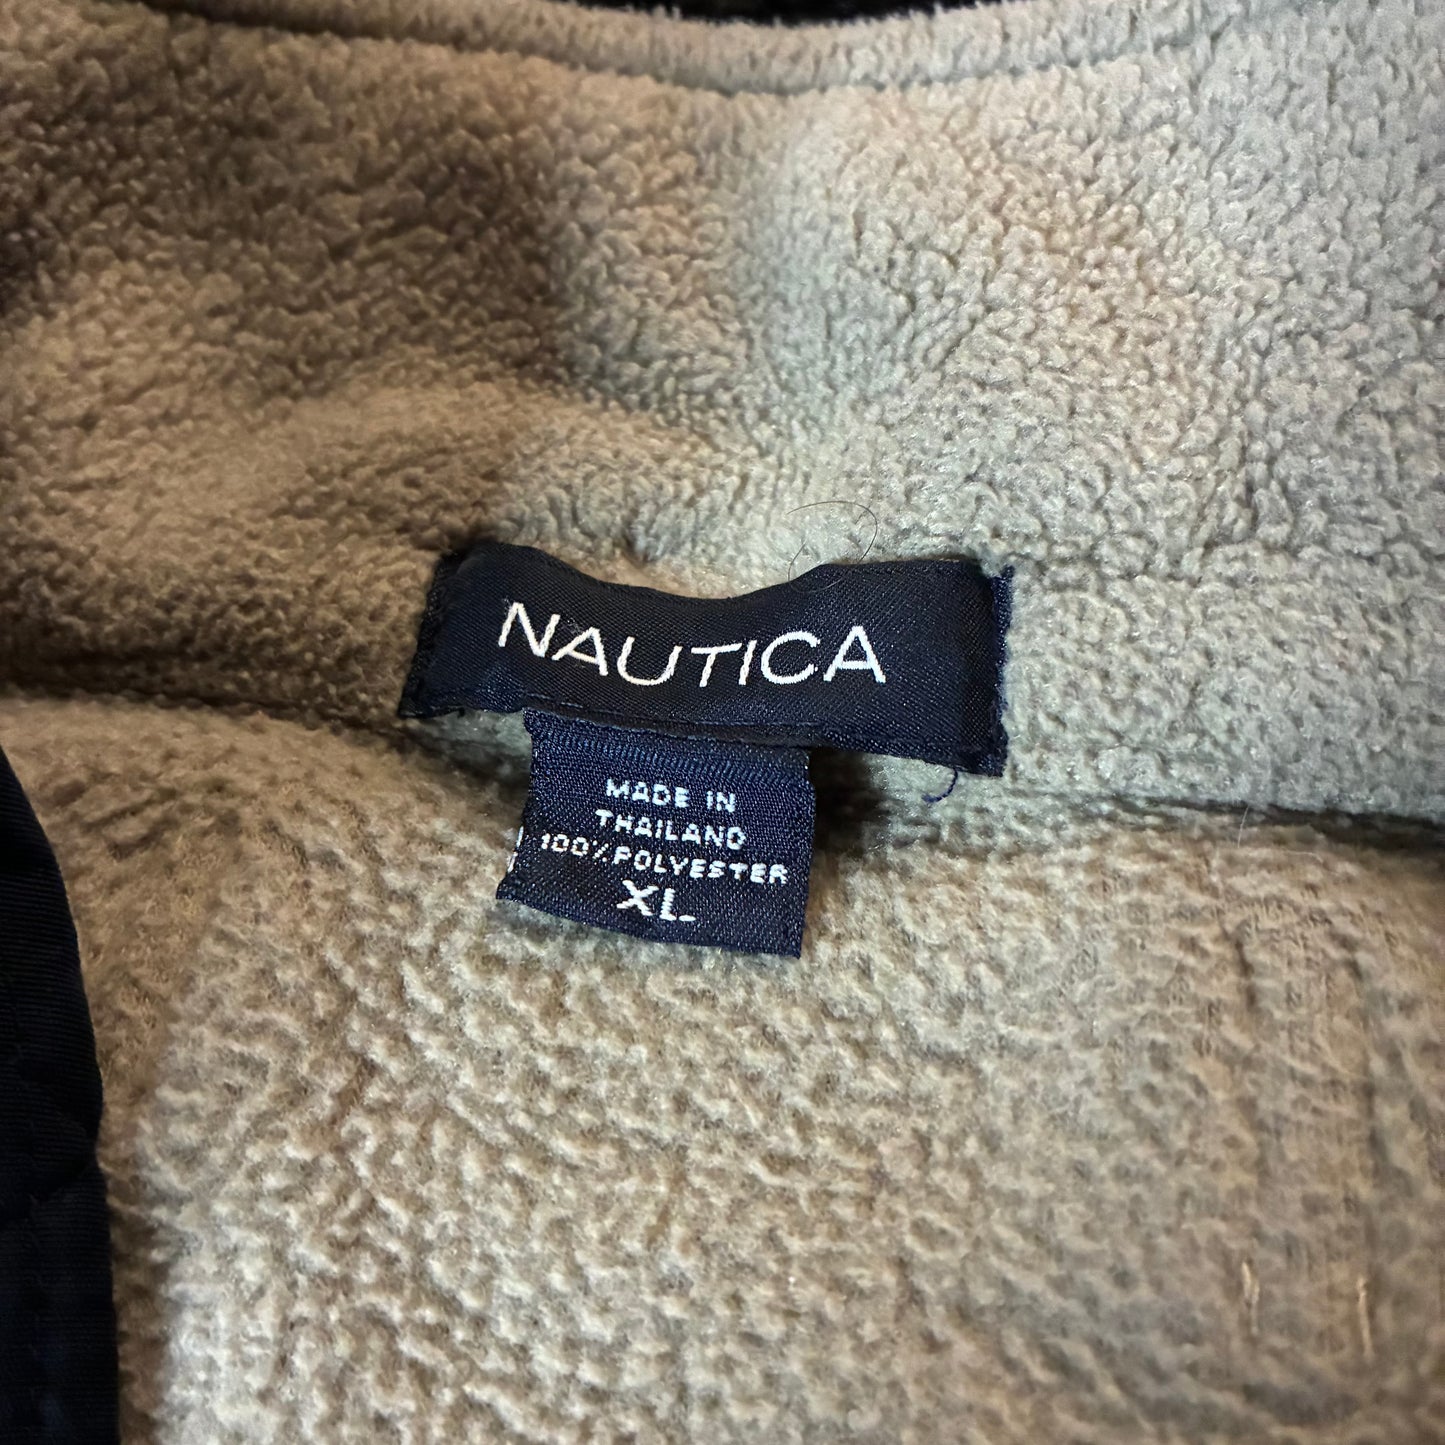 NAUTICA
MADE IN
THAILAND
100% POLYESTER
XL